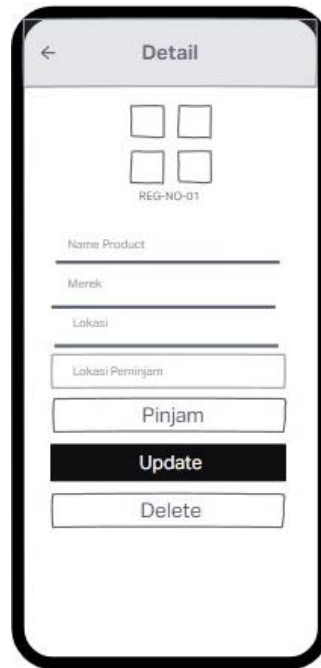 Detail
REG-NO-01
Name Product
Merek
Lokasi
Lokasi Peminjam
Pinjam
Update
Delete